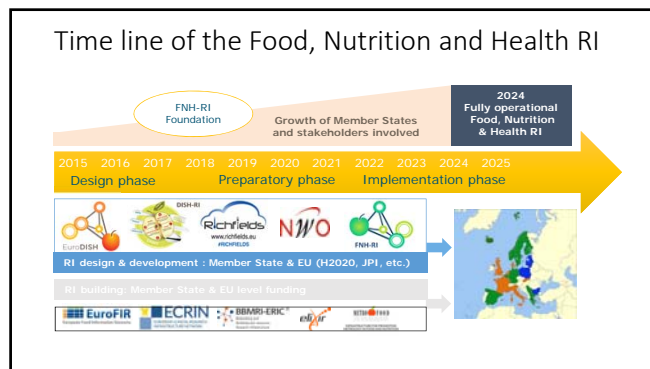 Time line of the Food, Nutrition and Health RI
FNH-RI
Foundation
Growth of Member States
and stakeholders involved
2024
Fully operational
Food, Nutrition
& Health RI
2015 2016 2017 2018 2019 2020 2021 2022 2023 2024 2025
Design phase Preparatory phase Implementation phase
EuroDISH
DISH-RI
Richfields
www.richfields.eu
#RICHFIELDS
NWO
FNH-RI
RI design & development : Member State & EU (H2020, JPI, etc.)
RI building: Member State & EU level funding
EuroFIR
ECRIN
BBMRI-ERIC
elixir